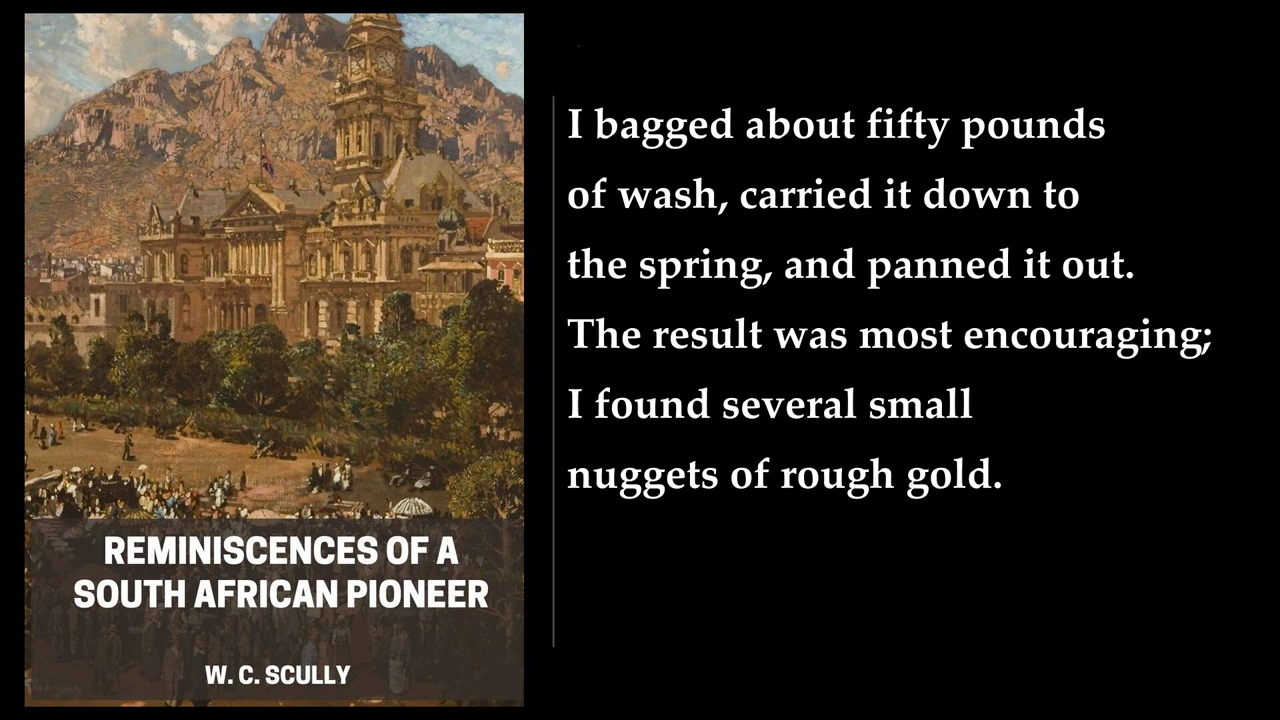 I bagged about fifty pounds
of wash, carried it down to
the spring, and panned it out.
The result was most encouraging;
I found several small
nuggets of rough gold.
REMINISCENCES OF A
SOUTH AFRICAN PIONEER
W. C. SCULLY